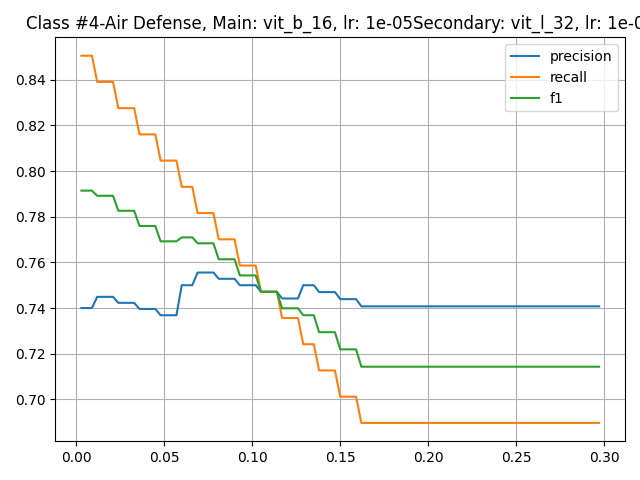 Class #4-Air Defense, Main: vit_b_16, lr: 1e-05Secondary: vit_l_32, lr: 1e-0
precision
recall
f1
0.84
0.82
0.80
0.78
0.76
0.74
0.72
0.70
0.00 0.05 0.10 0.15 0.20 0.25 0.30